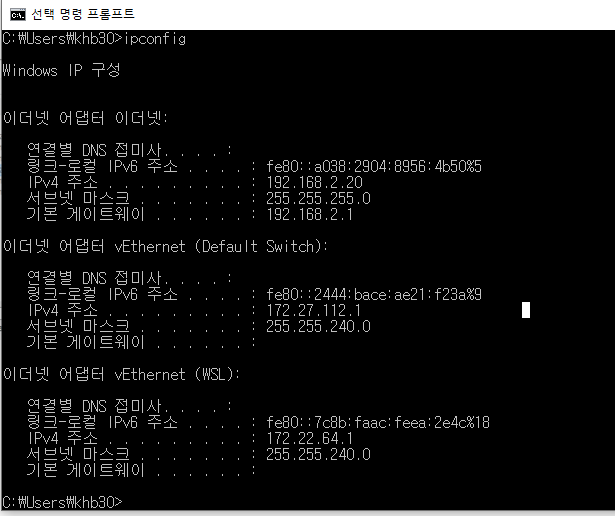 선택 명령 프롬프트
C:\Users\khb30>ipconfig
Windows IP 구성
이더넷 어댑터 이더넷:
연결별 DNS 접미사. . . . :
링크-로컬 IPv6 주소 . . . . : fe80::a038:2904:8956:4b50%5
IPv4 주소 . . . . . . . . . : 192.168.2.20
서브넷 마스크 . . . . . . . : 255.255.255.0
기본 게이트웨이 . . . . . . : 192.168.2.1
이더넷 어댑터 vEthernet (Default Switch):
연결별 DNS 접미사. . . . :
링크-로컬 IPv6 주소 . . . . : fe80::2444:bace:ae21:f23a%9
IPv4 주소 . . . . . . . . . : 172.27.112.1
서브넷 마스크 . . . . . . . : 255.255.240.0
기본 게이트웨이 . . . . . . :
이더넷 어댑터 vEthernet (WSL):
연결별 DNS 접미사. . . . :
링크-로컬 IPv6 주소 . . . . : fe80::7c8b:faac:feea:2e4c%18
IPv4 주소 . . . . . . . . . : 172.22.64.1
서브넷 마스크 . . . . . . . : 255.255.240.0
기본 게이트웨이 . . . . . . :
C:\Users\khb30>